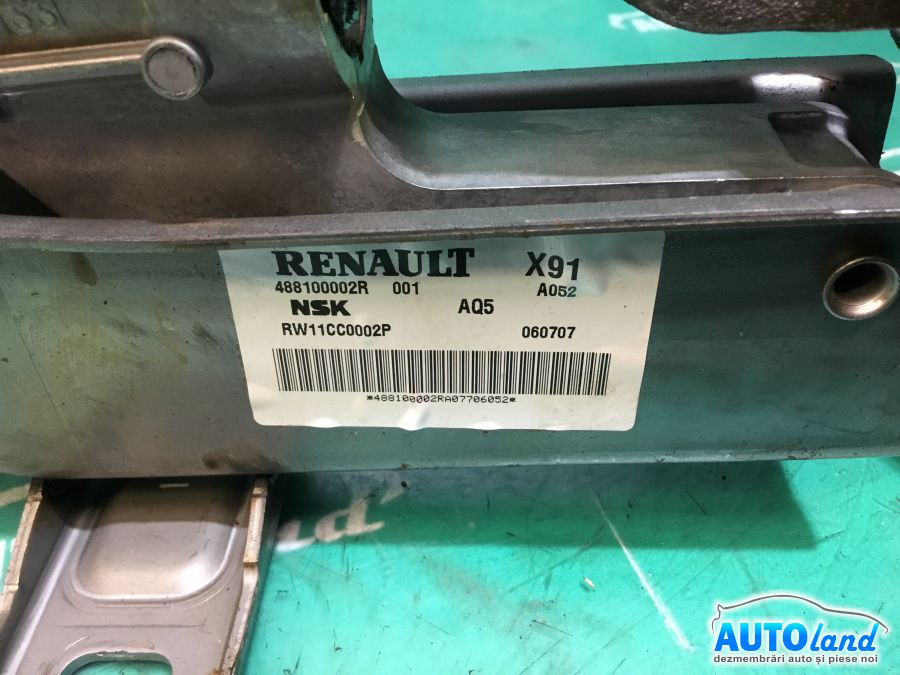 RENAULT X91
488100002R 001 A052
NSK AQ5
RW11CC0002P 060707
*488100002RA07706052*
AUTOland
dezmembrări auto și piese noi